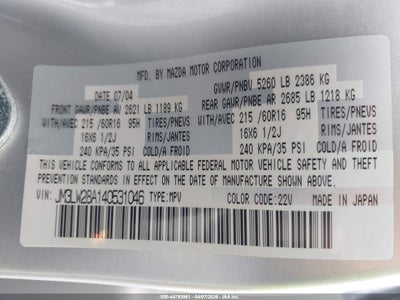 MFD. BY MAZDA MOTOR CORPORATION
DATE 07/04 GVWR/PNBV 5260 LB 2386 KG
FRONT GAWR/PNBE AV 2621 LB 1189 KG REAR GAWR/PNBE AR 2685 LB 1218 KG
WITH/AVEC 215 /60R16 95H TIRES/PNEUS WITH/AVEC 215 /60R16 95H TIRES/PNEUS
16X6 1/2J RIMS/JANTES 16X6 1/2J RIMS/JANTES
240 KPA/35 PSI COLD/A FROID 240 KPA/35 PSI COLD/A FROID
THIS VEHICLE CONFORMS TO ALL APPLICABLE FEDERAL MOTOR VEHICLE
SAFETY, BUMPER, AND THEFT PREVENTION STANDARDS IN EFFECT ON THE
DATE OF MANUFACTURE SHOWN ABOVE.
VIN: JM3LW28A140531046 TYPE:MPV COLOR CODE:22V MADE IN JAPAN